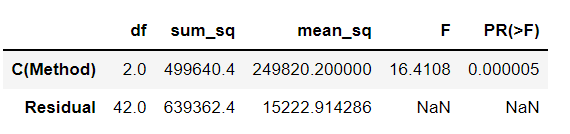 df sum_sq mean_sq F PR(>F)
C(Method) 2.0 499640.4 249820.200000 16.4108 0.000005
Residual 42.0 639362.4 15222.914286 NaN NaN